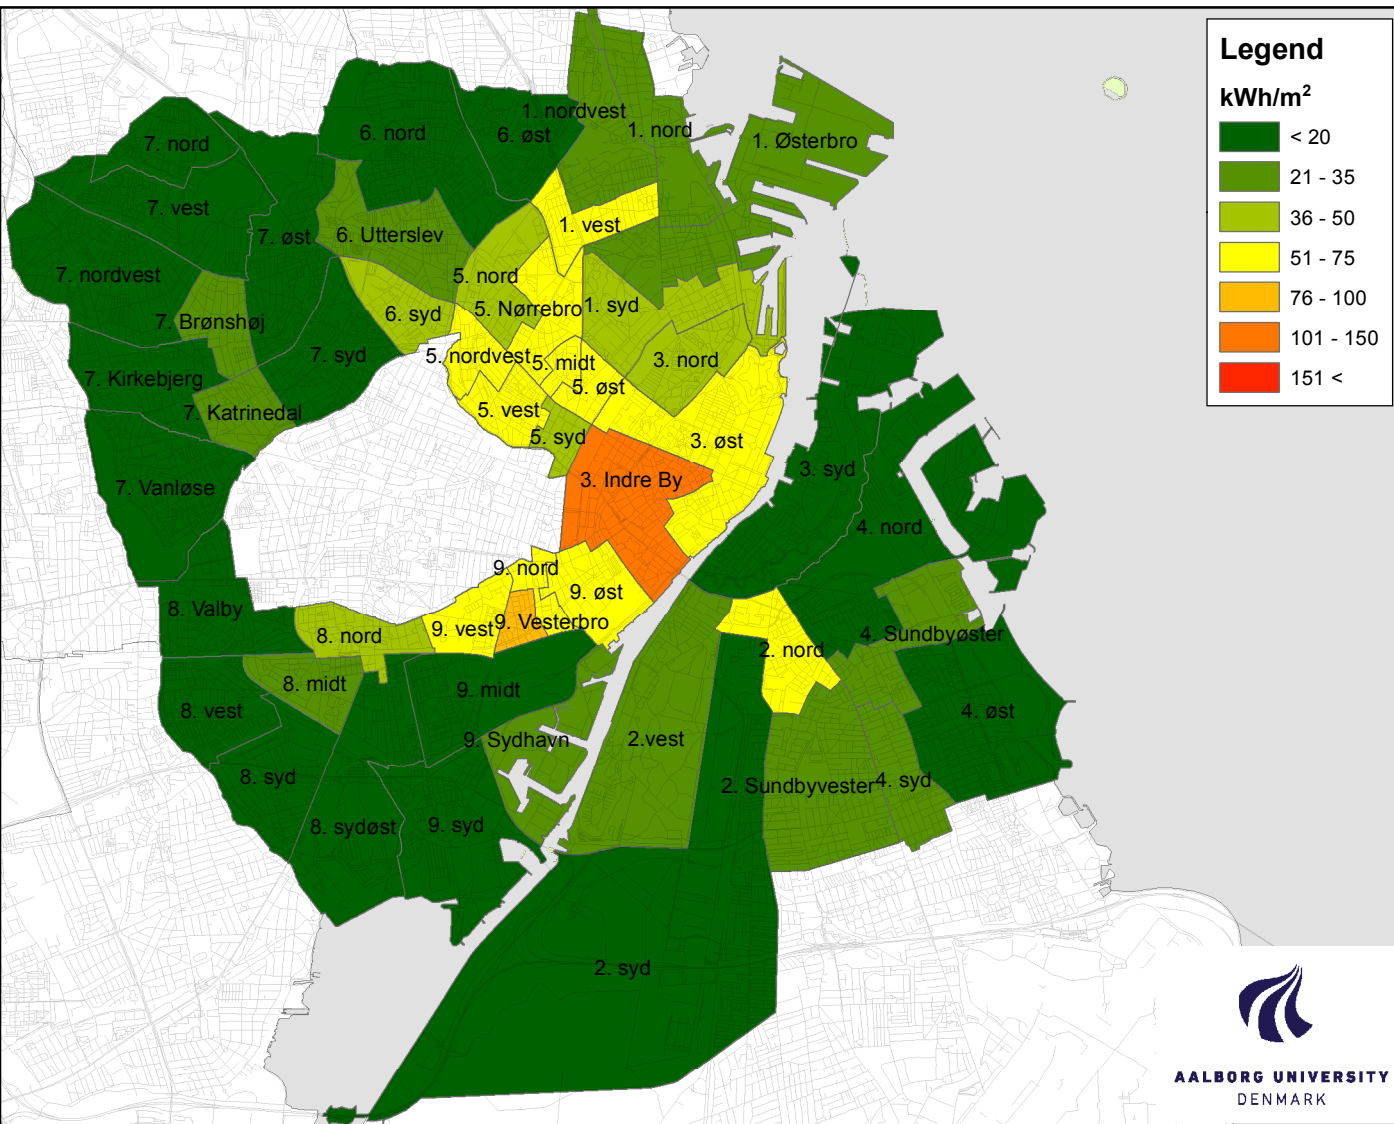 Legend
kWh/m²
< 20
21 - 35
36 - 50
51 - 75
76 - 100
101 - 150
151 <
1. nordvest
1. nord
6. nord
6. øst
1. Østerbro
7. nord
7. vest
1. vest
6. Utterslev
7. øst
7. nordvest
5. nord
1. syd
5. Nørrebro
6. syd
7. Brønshøj
7. syd
5. nordvest
5. midt
3. nord
7. Kirkebjerg
5. øst
7. Katrinedal
5. vest
5. syd
3. øst
3. syd
3. Indre By
7. Vanløse
4. nord
9. nord
9. øst
8. Valby
9. Vesterbro
9. vest
8. nord
4. Sundbyøster
2. nord
8. midt
9. midt
8. vest
4. øst
9. Sydhavn
2.vest
8. syd
2. Sundbyvester
4. syd
8. sydøst
9. syd
2. syd
AALBORG UNIVERSITY
DENMARK